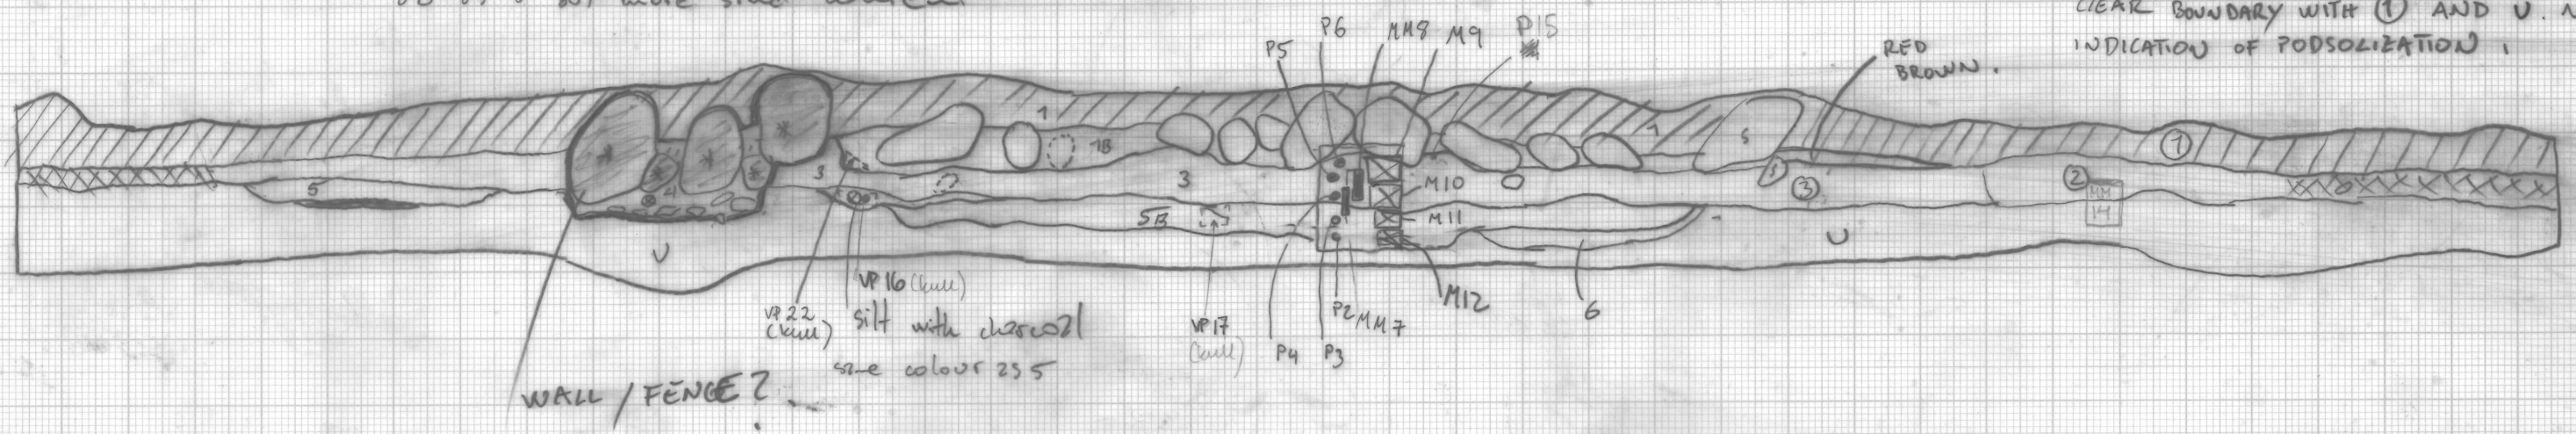 CLEAR BOUNDARY WITH ① AND U. N
INDICATION OF PODSOLIZATION.
P6
MM8
M9
P15
P5
RED
BROWN.
1
1
S
①
1B
3
3
5
4
S
③
②
MM
14
M10
M11
5B
U
U
VP16 (kull)
M12
6
VP22
(kull)
silt with charcoal
same colour as 5
VP17
(kull)
P2
MM7
P4
P3
WALL / FENCE?